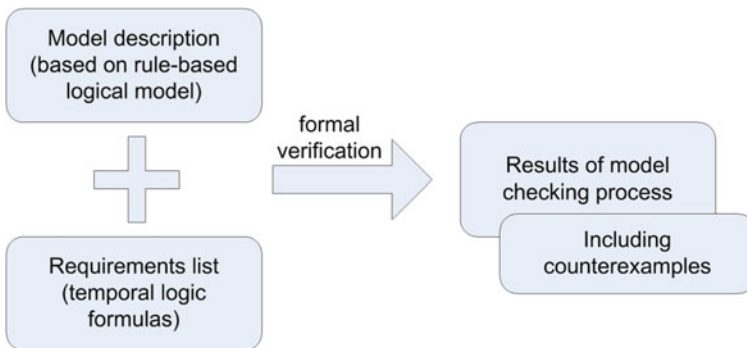 Model description
(based on rule-based
logical model)
formal
verification
Results of model
checking process
Including
counterexamples
Requirements list
(temporal logic
formulas)